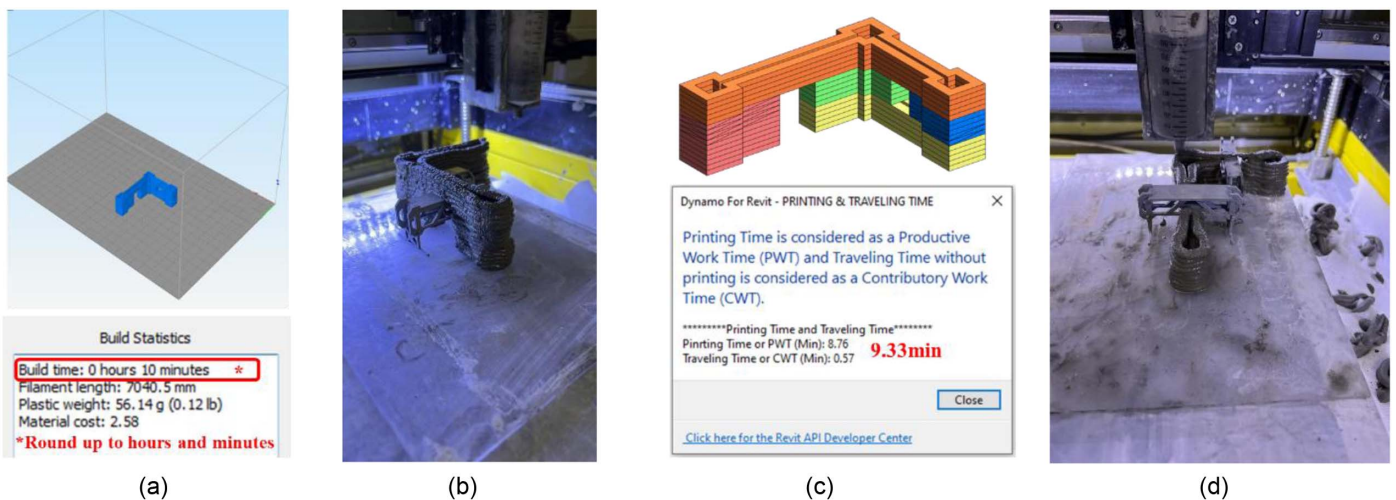 Build Statistics
Build time: 0 hours 10 minutes *
Filament length: 7040.5 mm
Plastic weight: 56.14 g (0.12 lb)
Material cost: 2.58
*Round up to hours and minutes
Dynamo For Revit - PRINTING & TRAVELING TIME
Printing Time is considered as a Productive
Work Time (PWT) and Traveling Time without
printing is considered as a Contributory Work
Time (CWT).
*********Printing Time and Traveling Time********
Pinrting Time or PWT (Min): 8.76
Traveling Time or CWT (Min): 0.57
9.33min
Close
Click here for the Revit API Developer Center
(a)
(b)
(c)
(d)